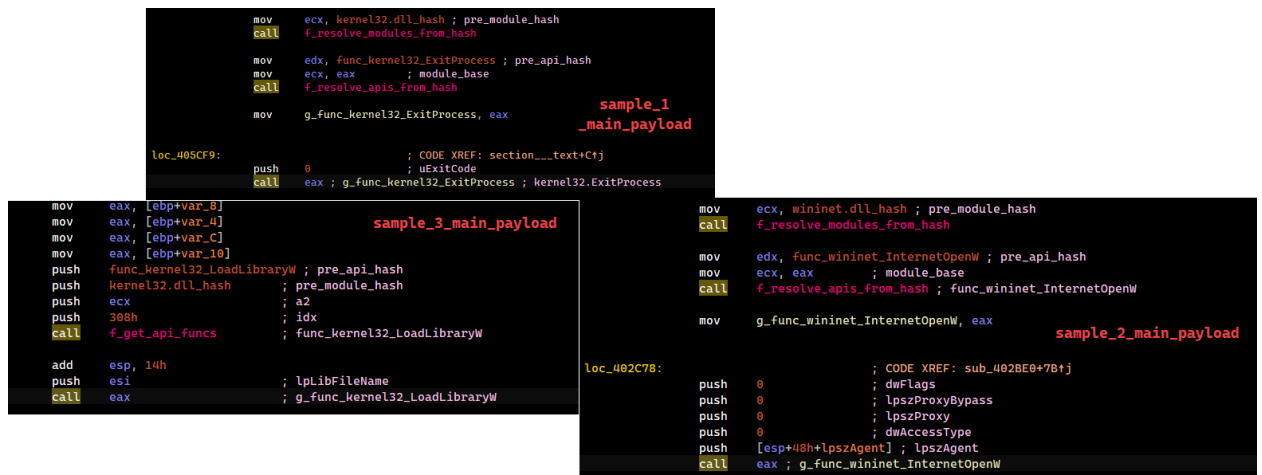 mov ecx, kernel32.dll_hash ; pre_module_hash
call f_resolve_modules_from_hash
mov edx, func_kernel32_ExitProcess ; pre_api_hash
mov ecx, eax ; module_base
call f_resolve_apis_from_hash
sample_1
_main_payload
mov g_func_kernel32_ExitProcess, eax
loc_405CF9: ; CODE XREF: section___text+C↑j
push 0 ; uExitCode
call eax ; g_func_kernel32_ExitProcess ; kernel32.ExitProcess
mov eax, [ebp+var_8]
sample_3_main_payload
mov eax, [ebp+var_4]
mov eax, [ebp+var_C]
mov eax, [ebp+var_10]
push func_kernel32_LoadLibraryW ; pre_api_hash
push kernel32.dll_hash ; pre_module_hash
push ecx ; a2
push 308h ; idx
call f_get_api_funcs ; func_kernel32_LoadLibraryW
add esp, 14h
push esi ; lpLibFileName
call eax ; g_func_kernel32_LoadLibraryW
mov ecx, wininet.dll_hash ; pre_module_hash
call f_resolve_modules_from_hash
mov edx, func_wininet_InternetOpenW ; pre_api_hash
mov ecx, eax ; module_base
call f_resolve_apis_from_hash ; func_wininet_InternetOpenW
mov g_func_wininet_InternetOpenW, eax
sample_2_main_payload
loc_402C78: ; CODE XREF: sub_402BE0+7B↑j
push 0 ; dwFlags
push 0 ; lpszProxyBypass
push 0 ; lpszProxy
push 0 ; dwAccessType
push [esp+48h+lpszAgent] ; lpszAgent
call eax ; g_func_wininet_InternetOpenW